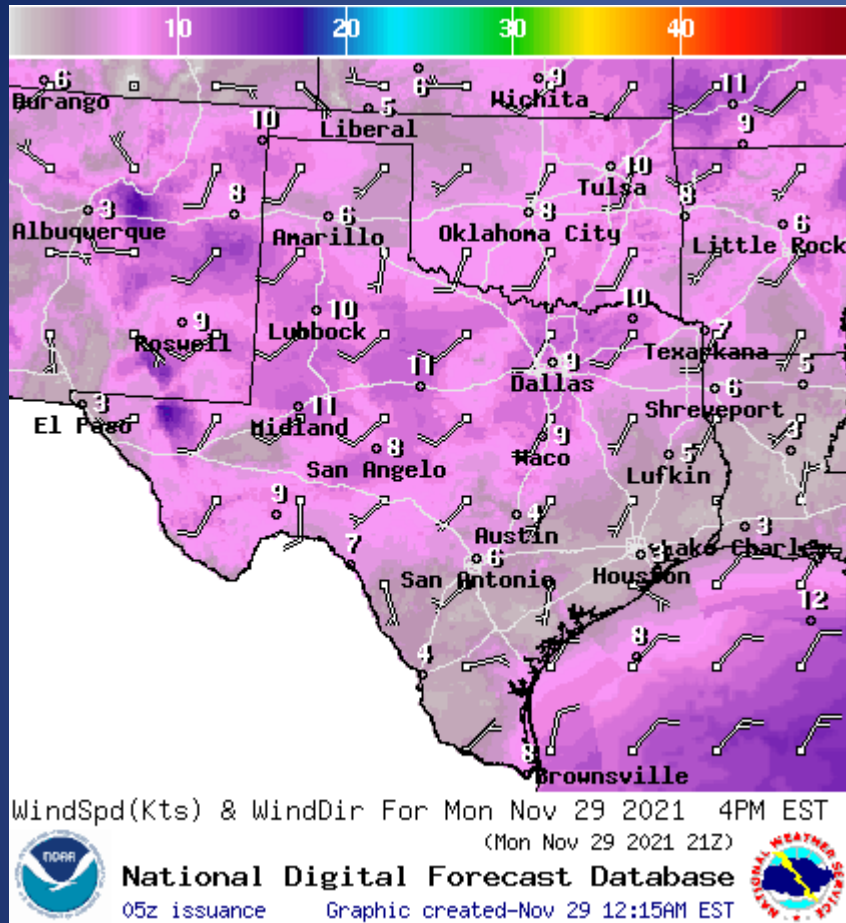 10 20 30 40
6 6 9 11
Durango Wichita
5
Liberal
10 9
10
Tulsa
3 8 6 8 8 6
Albuquerque Amarillo Oklahoma City Little Rock
9 10 10 7
Roswell Lubbock Texarkana
9
Dallas
11 5
3 11 6
El Paso Midland Shreveport
8 9 5 3
San Angelo Waco Lufkin
9 4 3
Austin Lake Charles
7 6 3
San Antonio Houston
12
8
4
8
Brownsville
WindSpd(Kts) & WindDir For Mon Nov 29 2021 4PM EST
(Mon Nov 29 2021 21Z)
NOAA
National Digital Forecast Database
NATIONAL WEATHER SERVICE
05z issuance Graphic created-Nov 29 12:15AM EST